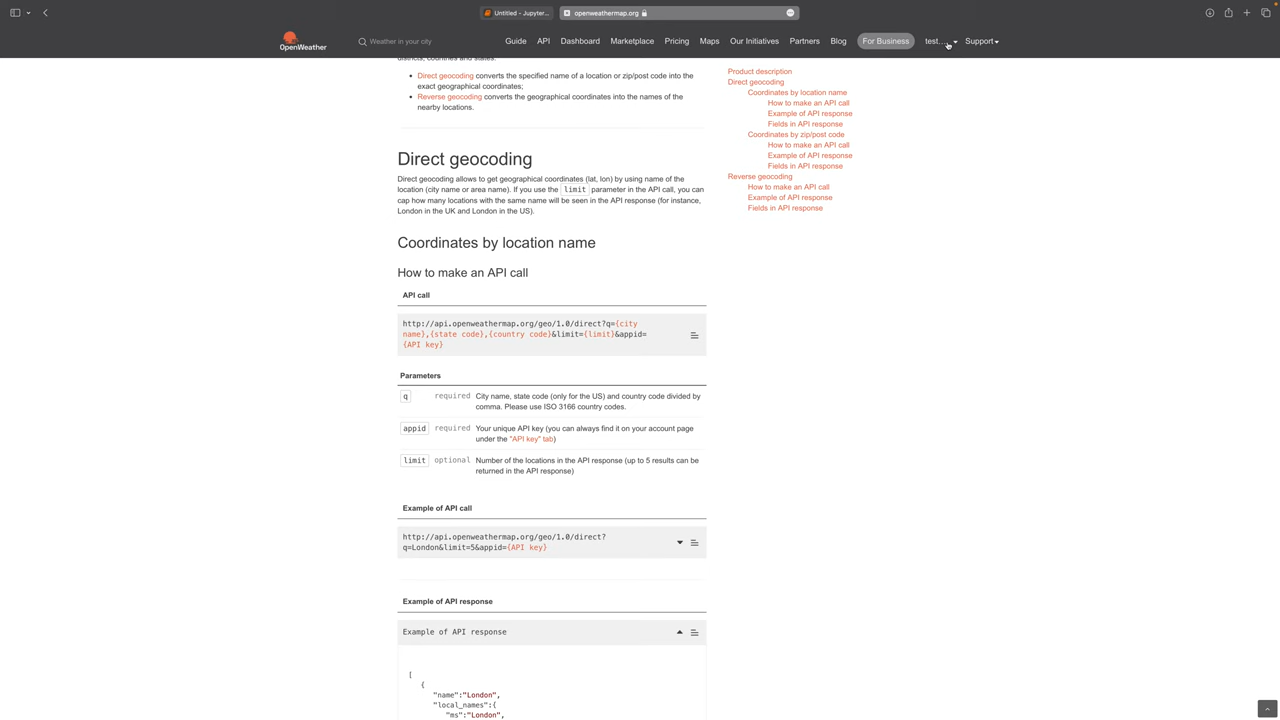 Untitled - Jupyter...
openweathermap.org
OpenWeather
Weather in your city
Guide API Dashboard Marketplace Pricing Maps Our Initiatives Partners Blog For Business test... Support
districts, countries and states.
Direct geocoding converts the specified name of a location or zip/post code into the
exact geographical coordinates;
Reverse geocoding converts the geographical coordinates into the names of the
nearby locations.
Direct geocoding
Direct geocoding allows to get geographical coordinates (lat, lon) by using name of the
location (city name or area name). If you use the limit parameter in the API call, you can
cap how many locations with the same name will be seen in the API response (for instance,
London in the UK and London in the US).
Coordinates by location name
How to make an API call
API call
http://api.openweathermap.org/geo/1.0/direct?q={city
name},{state code},{country code}&limit={limit}&appid=
{API key}
Parameters
q required City name, state code (only for the US) and country code divided by
comma. Please use ISO 3166 country codes.
appid required Your unique API key (you can always find it on your account page
under the "API key" tab)
limit optional Number of the locations in the API response (up to 5 results can be
returned in the API response)
Example of API call
http://api.openweathermap.org/geo/1.0/direct?
q=London&limit=5&appid={API key}
Example of API response
Example of API response
[
{
"name":"London",
"local_names":{
"ms":"London",
Product description
Direct geocoding
Coordinates by location name
How to make an API call
Example of API response
Fields in API response
Coordinates by zip/post code
How to make an API call
Example of API response
Fields in API response
Reverse geocoding
How to make an API call
Example of API response
Fields in API response